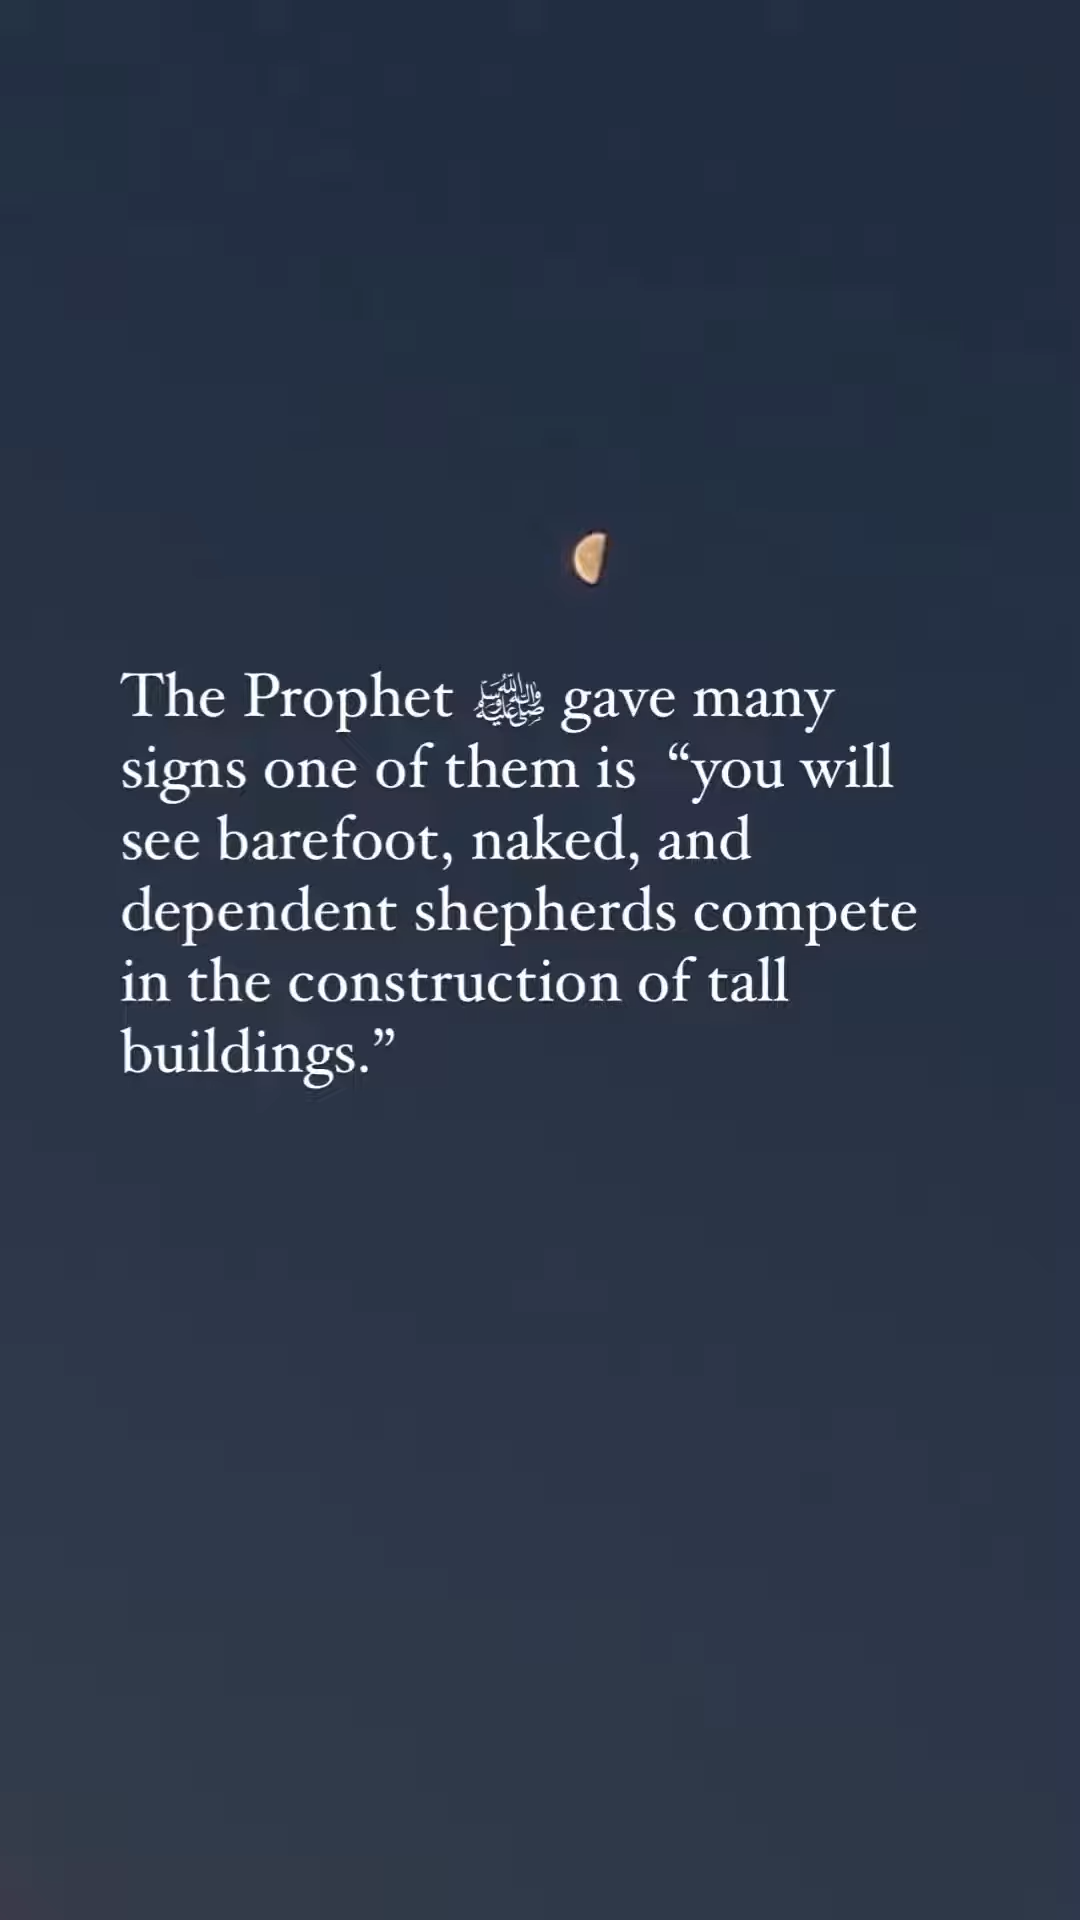 The Prophet ﷺ gave many
signs one of them is “you will
see barefoot, naked, and
dependent shepherds compete
in the construction of tall
buildings.”